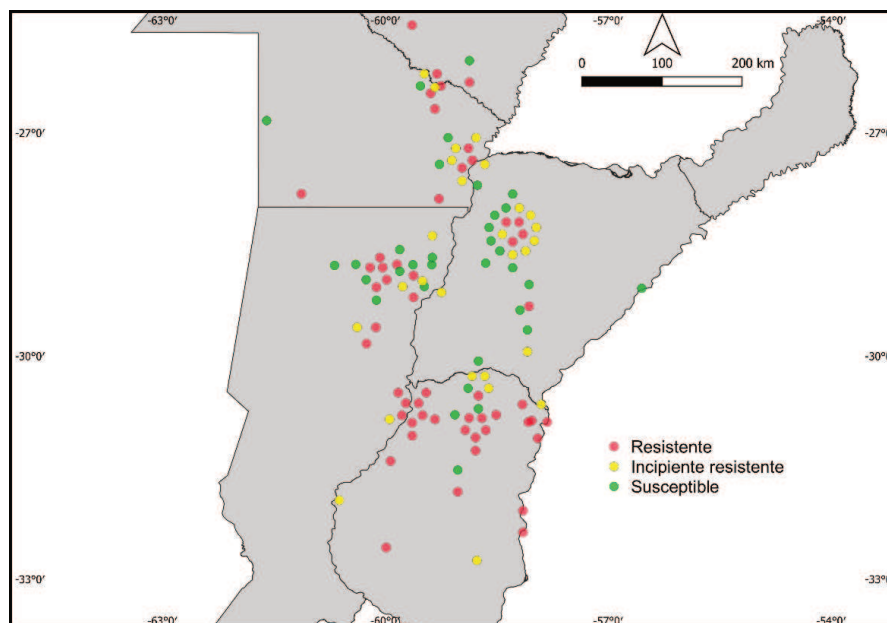 -63°0' -60°0' -57°0' -54°0'
0 100 200 km
-27°0' -27°0'
-30°0' -30°0'
Resistente
Incipiente resistente
Susceptible
-33°0' -33°0'
-63°0' -60°0' -57°0' -54°0'